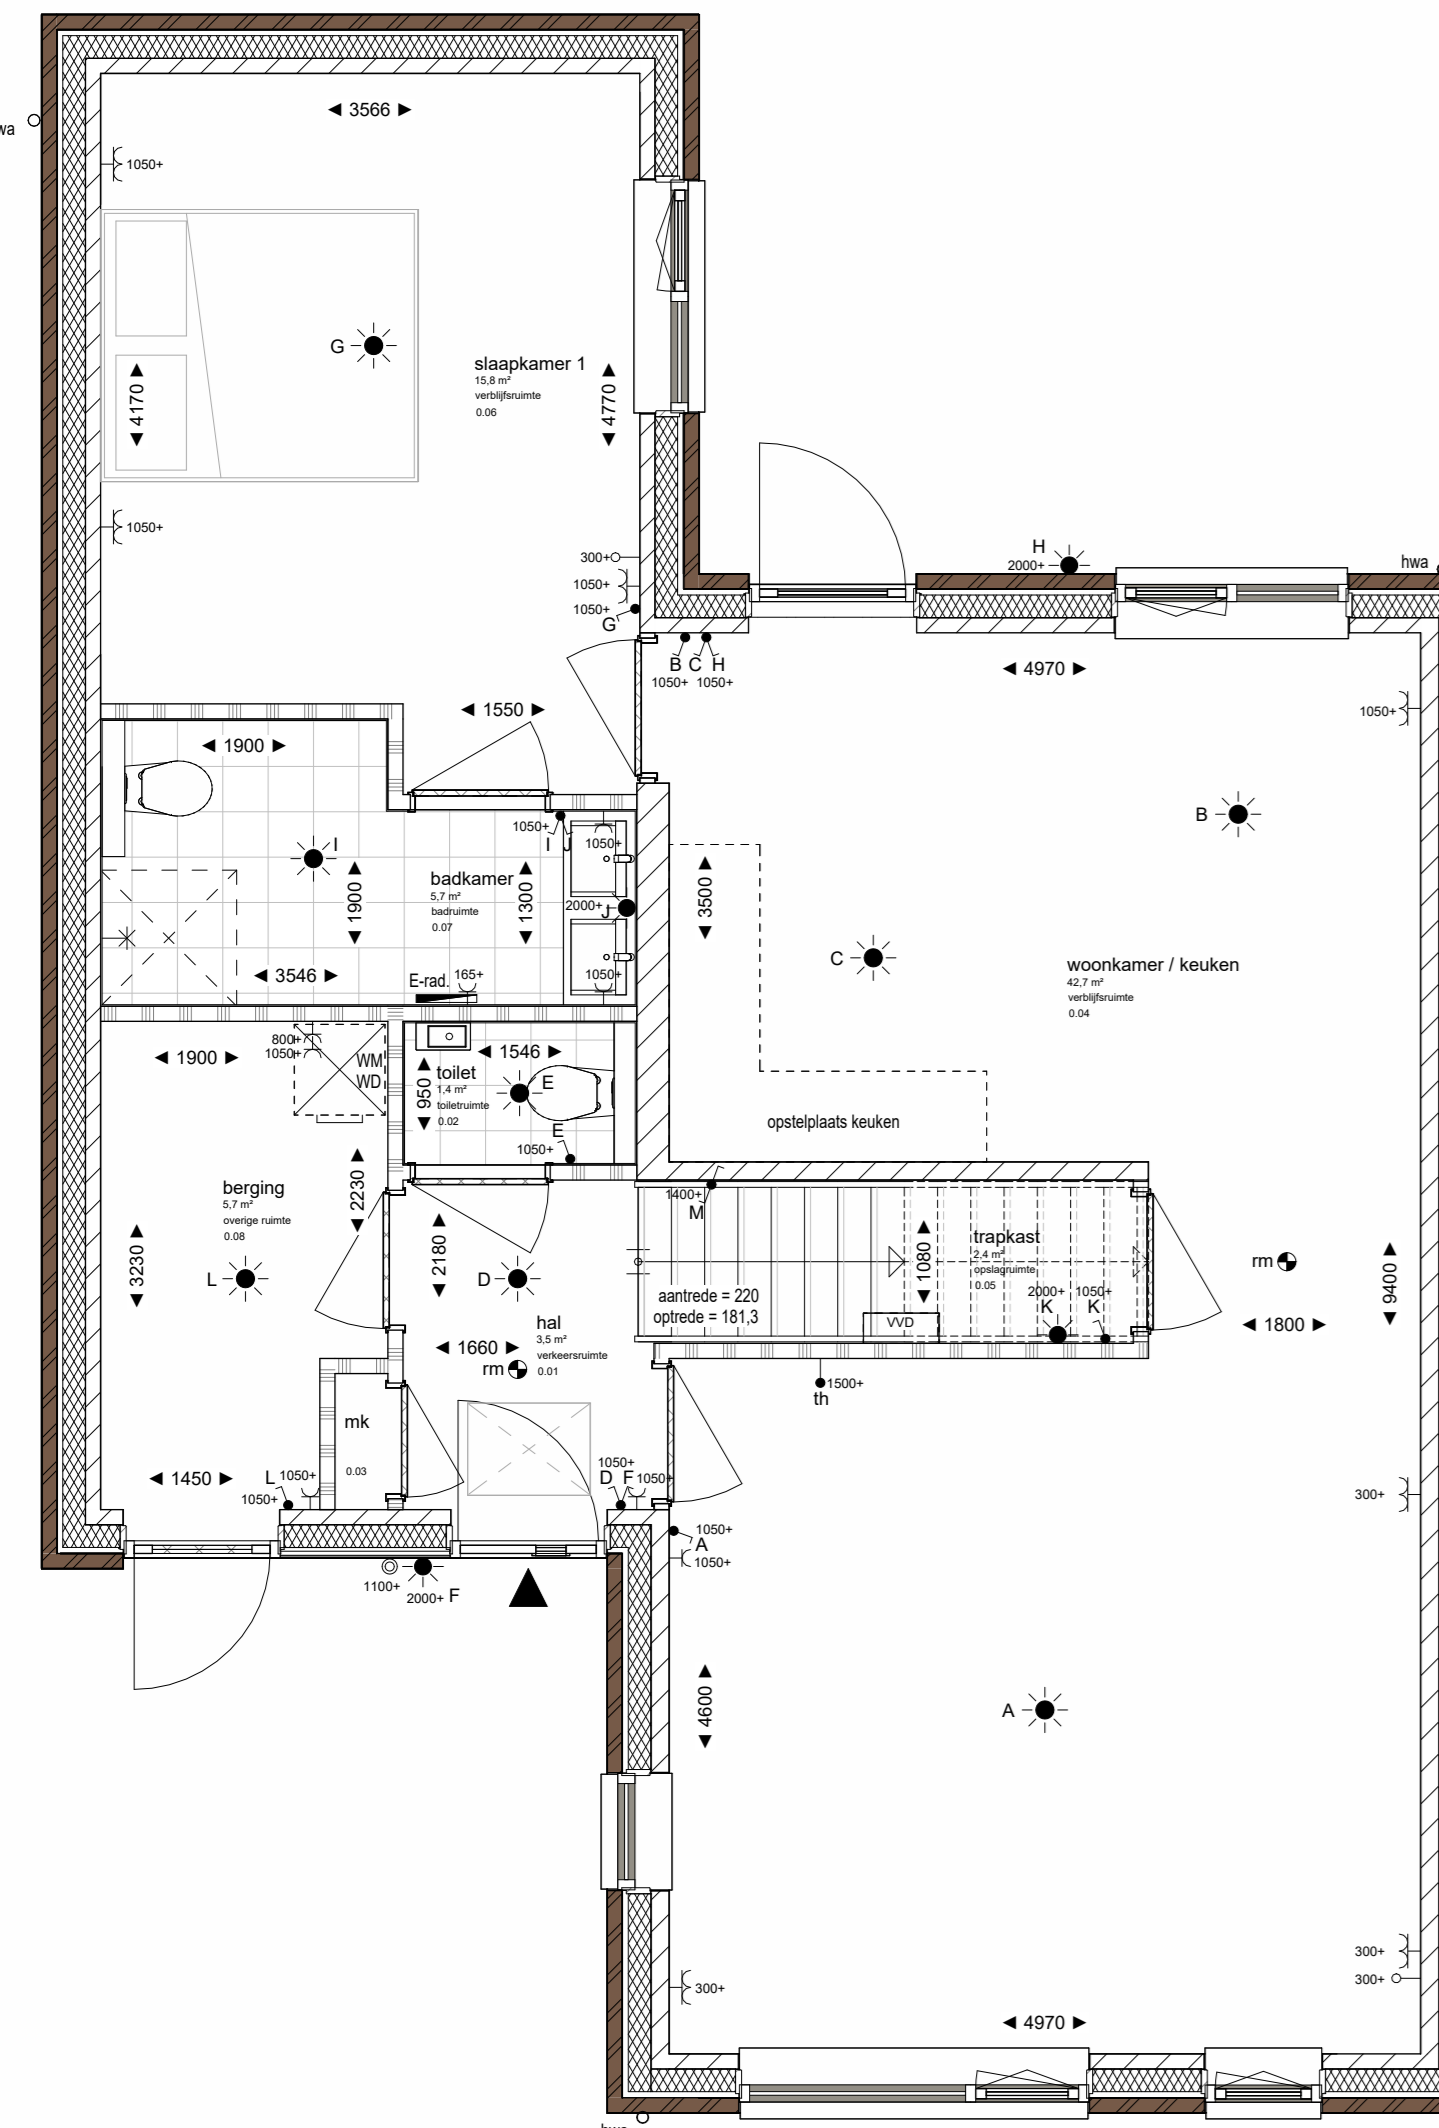 ◄ 3566 ►
wa
1050+
G
slaapkamer 1
15,8 m²
verblijfsruimte
0.06
◄ 4170 ►
◄ 4770 ►
1050+
300+
1050+
1050+
G
H
2000+
hwa
B C H
1050+ 1050+
◄ 4970 ►
1050+
◄ 1550 ►
◄ 1900 ►
B
1050+
I J
1050+
I
badkamer
5,7 m²
badruimte
0.07
◄ 1900 ►
◄ 1300 ►
2000+
J
◄ 3500 ►
C
woonkamer / keuken
42,7 m²
verblijfsruimte
0.04
◄ 3546 ►
E-rad.
165+
1050+
800+
1050+
◄ 1900 ►
WM
WD
◄ 1546 ►
◄ 950 ►
toilet
1,4 m²
toiletruimte
0.02
E
E
1050+
opstelplaats keuken
berging
5,7 m²
overige ruimte
0.08
◄ 2230 ►
◄ 3230 ►
L
◄ 2180 ►
D
1400+
M
◄ 1080 ►
trapkast
2,4 m²
opslagruimte
0.05
2000+ 1050+
K K
aantrede = 220
optrede = 181,3
VVD
rm
◄ 9400 ►
◄ 1800 ►
hal
3,5 m²
verkeersruimte
0.01
◄ 1660 ►
rm
1500+
th
mk
0.03
◄ 1450 ►
L 1050+
1050+
1050+
D F 1050+
300+
1050+
A
1050+
1100+
2000+ F
◄ 4600 ►
A
300+
300+
300+
◄ 4970 ►
hwa